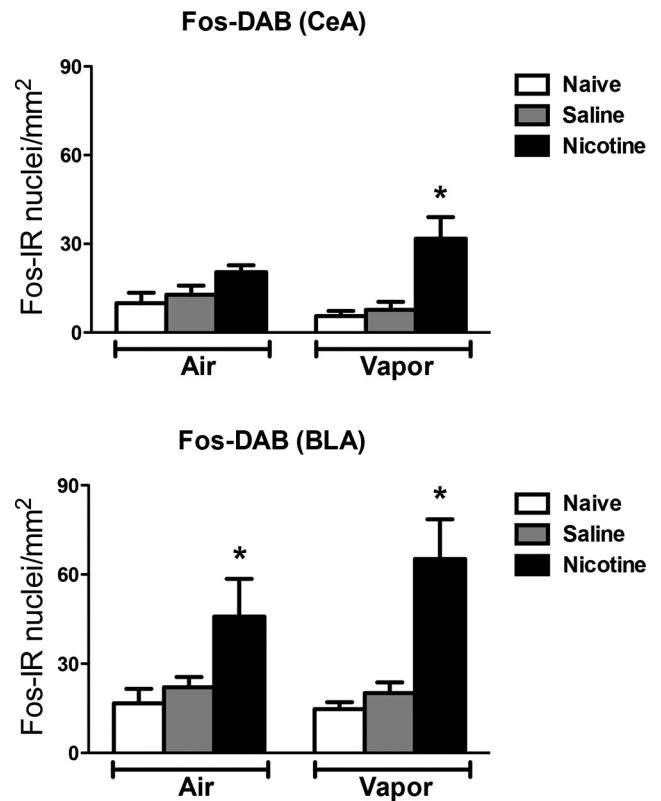 Fos-DAB (CeA)
Fos-IR nuclei/mm²
90
60
30
0
*
Air
Vapor
Naive
Saline
Nicotine
Fos-DAB (BLA)
Fos-IR nuclei/mm²
90
60
30
0
*
*
Air
Vapor
Naive
Saline
Nicotine